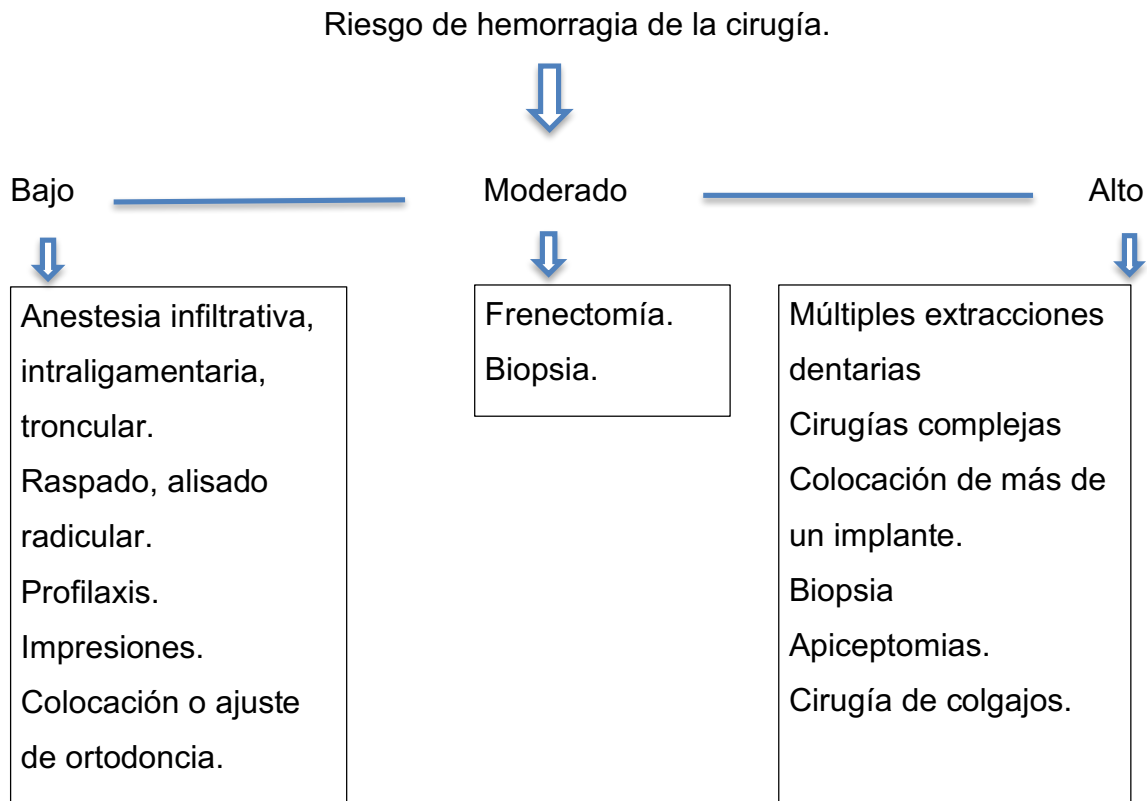 Riesgo de hemorragia de la cirugía.
Bajo
Moderado
Alto
Anestesia infiltrativa,
intraligamentaria,
troncular.
Raspado, alisado
radicular.
Profilaxis.
Impresiones.
Colocación o ajuste
de ortodoncia.
Frenectomía.
Biopsia.
Múltiples extracciones
dentarias
Cirugías complejas
Colocación de más de
un implante.
Biopsia
Apiceptomias.
Cirugía de colgajos.